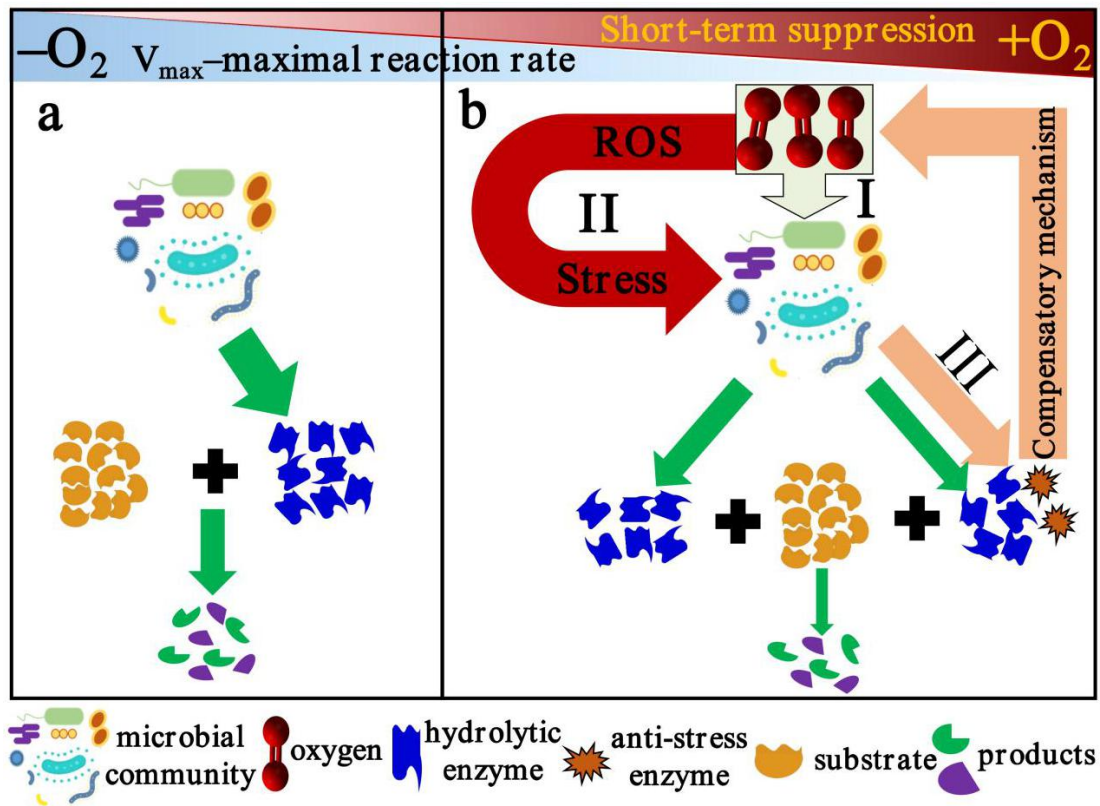 –O2 Vmax–maximal reaction rate
Short-term suppression +O2
a
b
ROS
I
II
Stress
III
Compensatory mechanism
microbial community
oxygen
hydrolytic enzyme
anti-stress enzyme
substrate
products